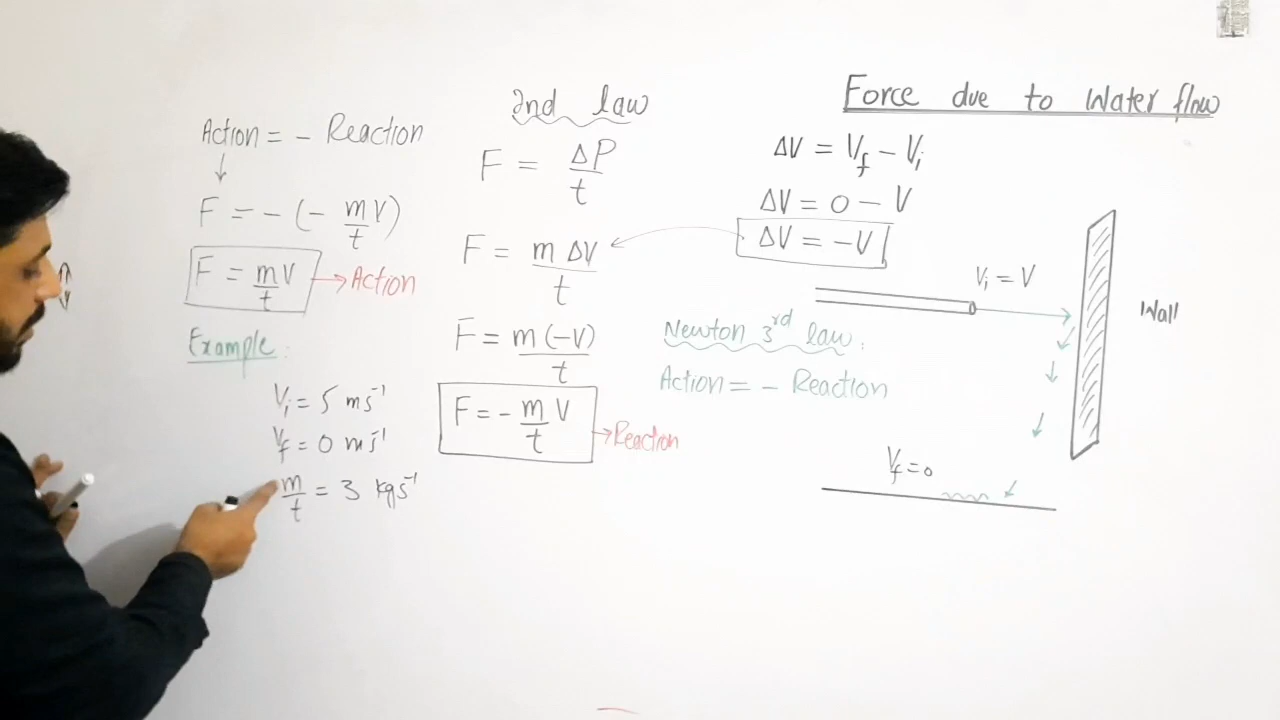 Force due to Water flow
ΔV = Vf - Vi
ΔV = 0 - V
ΔV = -V
Vi = V
Wall
Vf = 0
Newton 3rd law.
Action = - Reaction
2nd law
F = ΔP/t
F = m ΔV/t
F = m(-V)/t
F = - m/t V
→ Reaction
Action = - Reaction
↓
F = - (- mV/t)
F = mV/t
→ Action
Example:
Vi = 5 ms⁻¹
Vf = 0 ms⁻¹
m/t = 3 kgs⁻¹